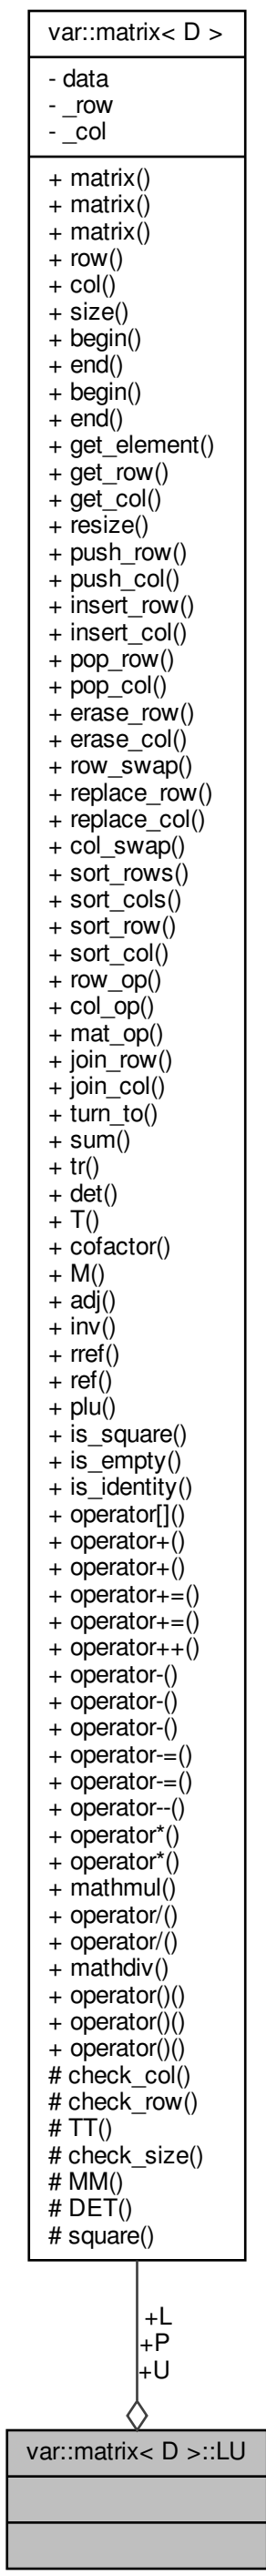 var::matrix< D >
- data
- _row
- _col
+ matrix()
+ matrix()
+ matrix()
+ row()
+ col()
+ size()
+ begin()
+ end()
+ begin()
+ end()
+ get_element()
+ get_row()
+ get_col()
+ resize()
+ push_row()
+ push_col()
+ insert_row()
+ insert_col()
+ pop_row()
+ pop_col()
+ erase_row()
+ erase_col()
+ row_swap()
+ replace_row()
+ replace_col()
+ col_swap()
+ sort_rows()
+ sort_cols()
+ sort_row()
+ sort_col()
+ row_op()
+ col_op()
+ mat_op()
+ join_row()
+ join_col()
+ turn_to()
+ sum()
+ tr()
+ det()
+ T()
+ cofactor()
+ M()
+ adj()
+ inv()
+ rref()
+ ref()
+ plu()
+ is_square()
+ is_empty()
+ is_identity()
+ operator[]()
+ operator+()
+ operator+()
+ operator+=()
+ operator+=()
+ operator++()
+ operator-()
+ operator-()
+ operator-()
+ operator-=()
+ operator-=()
+ operator--()
+ operator*()
+ operator*()
+ mathmul()
+ operator/()
+ operator/()
+ mathdiv()
+ operator()()
+ operator()()
+ operator()()
# check_col()
# check_row()
# TT()
# check_size()
# MM()
# DET()
# square()
+L
+P
+U
var::matrix< D >::LU